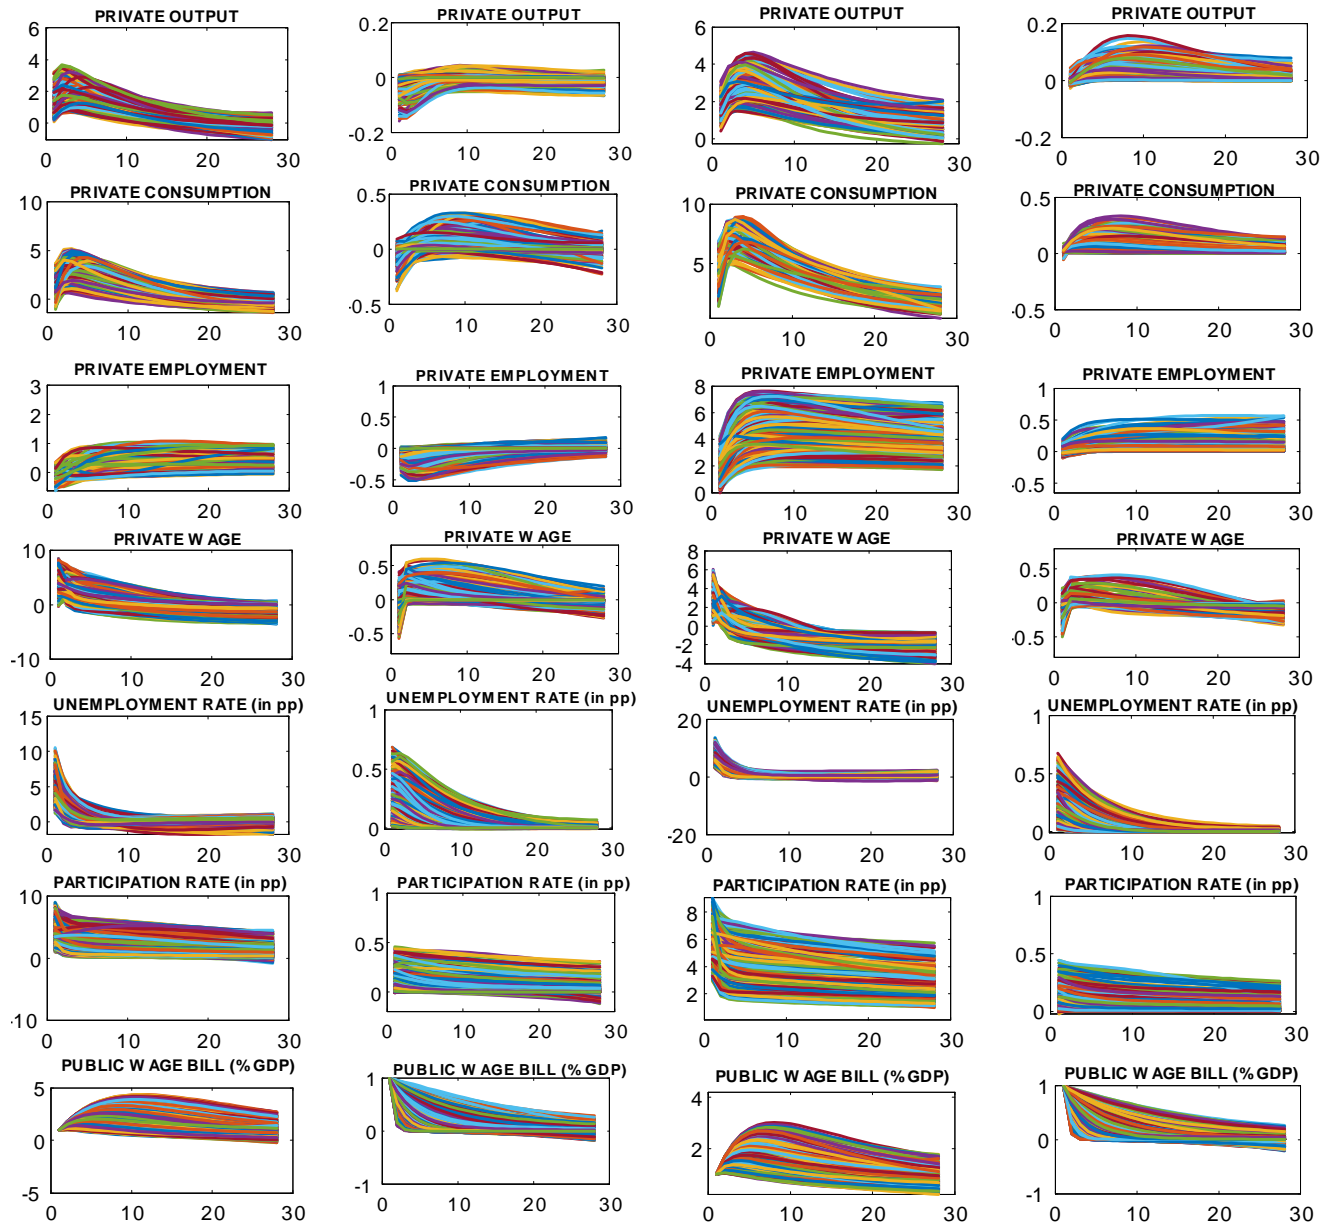 PRIVATE OUTPUT PRIVATE OUTPUT PRIVATE OUTPUT PRIVATE OUTPUT
6 4 2 0 0 10 20 30
0.2 0 -0.2 0 10 20 30
6 4 2 0 0 10 20 30
0.2 0 -0.2 0 10 20 30
PRIVATE CONSUMPTION PRIVATE CONSUMPTION PRIVATE CONSUMPTION PRIVATE CONSUMPTION
10 5 0 0 10 20 30
0.5 0 -0.5 0 10 20 30
10 5 0 10 20 30
0.5 0 .0.5 0 10 20 30
PRIVATE EMPLOYMENT PRIVATE EMPLOYMENT PRIVATE EMPLOYMENT PRIVATE EMPLOYMENT
3 2 1 0 0 10 20 30
1 0.5 0 -0.5 0 10 20 30
8 6 4 2 0 0 10 20 30
1 0.5 0 .0.5 0 10 20 30
PRIVATE W AGE PRIVATE W AGE PRIVATE W AGE PRIVATE W AGE
10 0 -10 0 10 20 30
0.5 0 -0.5 0 10 20 30
8 6 4 2 0 -2 -4 0 10 20 30
0.5 0 -0.5 0 10 20 30
UNEMPLOYMENT RATE (in pp) UNEMPLOYMENT RATE (in pp) UNEMPLOYMENT RATE (in pp) UNEMPLOYMENT RATE (in pp)
15 10 5 0 0 10 20 30
1 0.5 0 0 10 20 30
20 0 -20 0 10 20 30
1 0.5 0 0 10 20 30
PARTICIPATION RATE (in pp) PARTICIPATION RATE (in pp) PARTICIPATION RATE (in pp) PARTICIPATION RATE (in pp)
10 0 .10 0 10 20 30
1 0.5 0 0 10 20 30
8 6 4 2 0 10 20 30
1 0.5 0 0 10 20 30
PUBLIC W AGE BILL (% GDP) PUBLIC W AGE BILL (% GDP) PUBLIC W AGE BILL (% GDP) PUBLIC W AGE BILL (% GDP)
5 0 -5 0 10 20 30
1 0 -1 0 10 20 30
4 2 0 10 20 30
1 0 -1 0 10 20 30